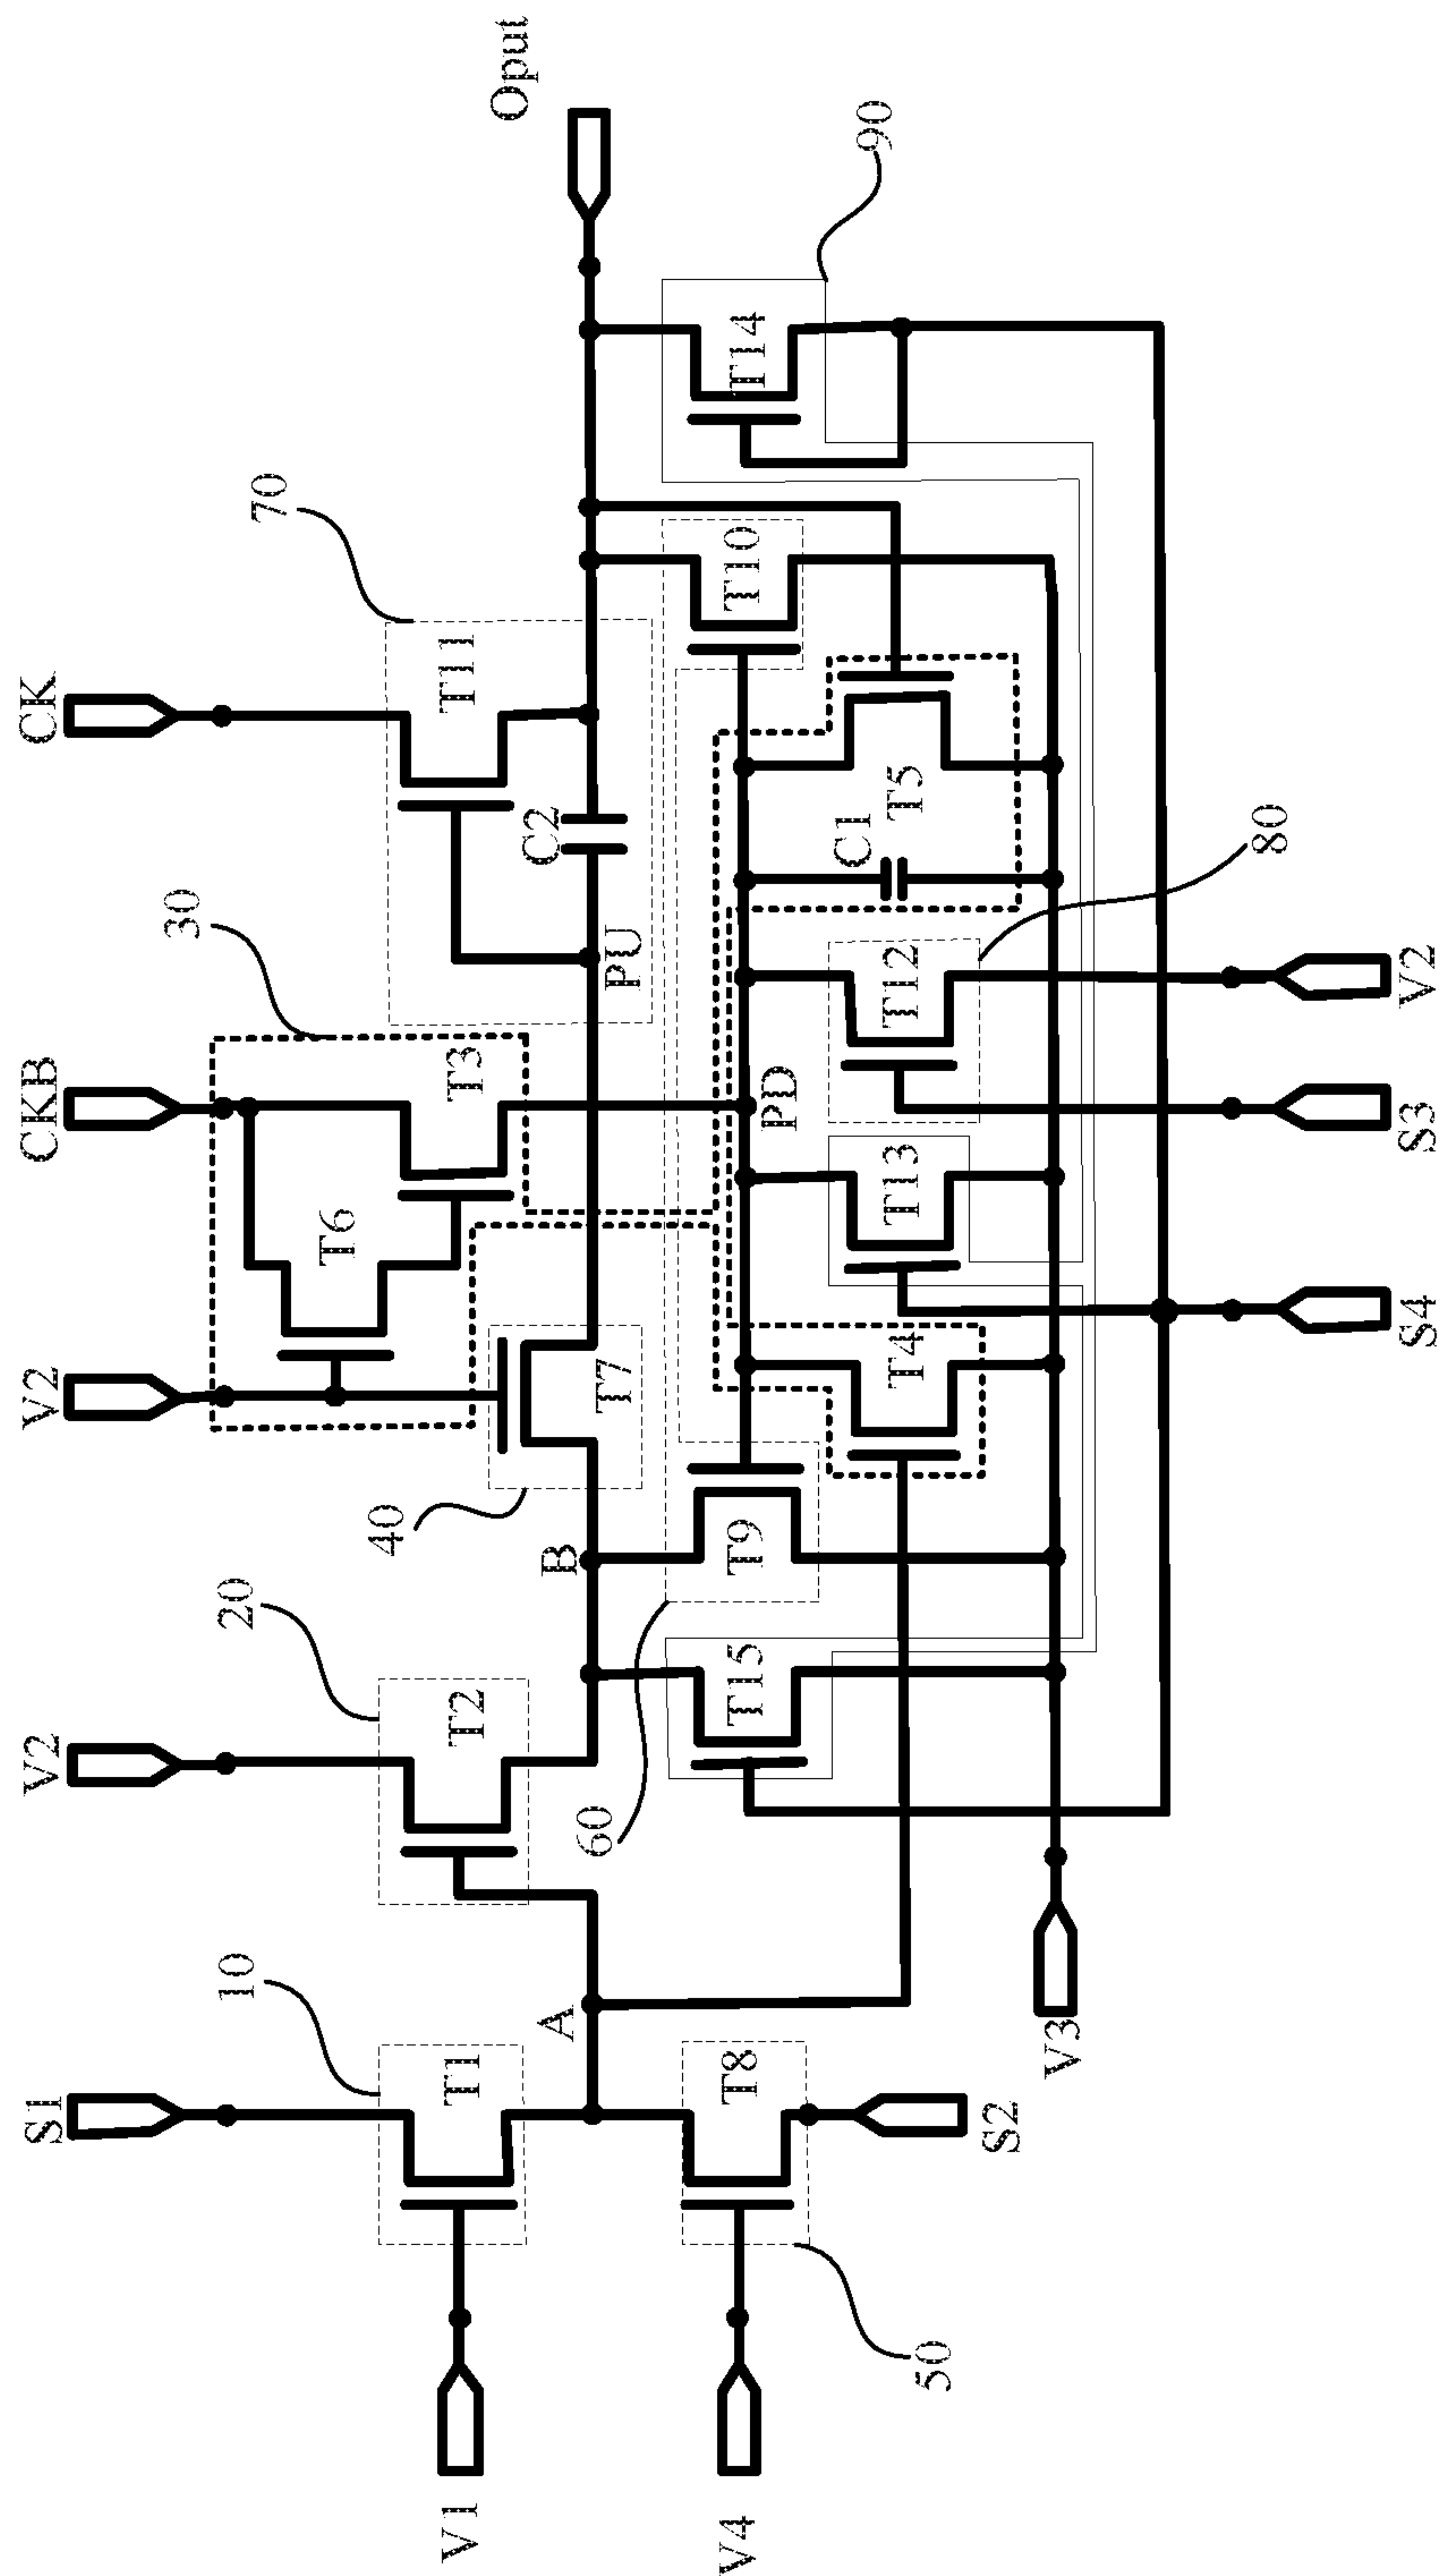 S1
V2
V2
CKB
CK
10
20
30
70
T1
T2
T6
T3
T11
V1
40
T7
C2
Oput
A
B
PU
60
T8
T15
T9
T10
T14
90
V4
PD
50
S2
T4
T13
T12
C1
T5
V3
80
S4
S3
V2